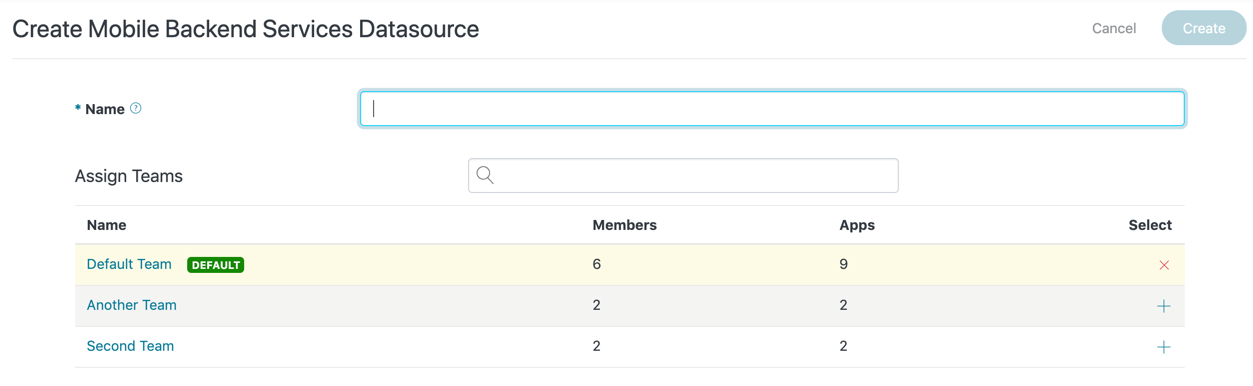 Create Mobile Backend Services Datasource Cancel Create
* Name ?
Assign Teams
Name Members Apps Select
Default Team DEFAULT 6 9
Another Team 2 2
Second Team 2 2